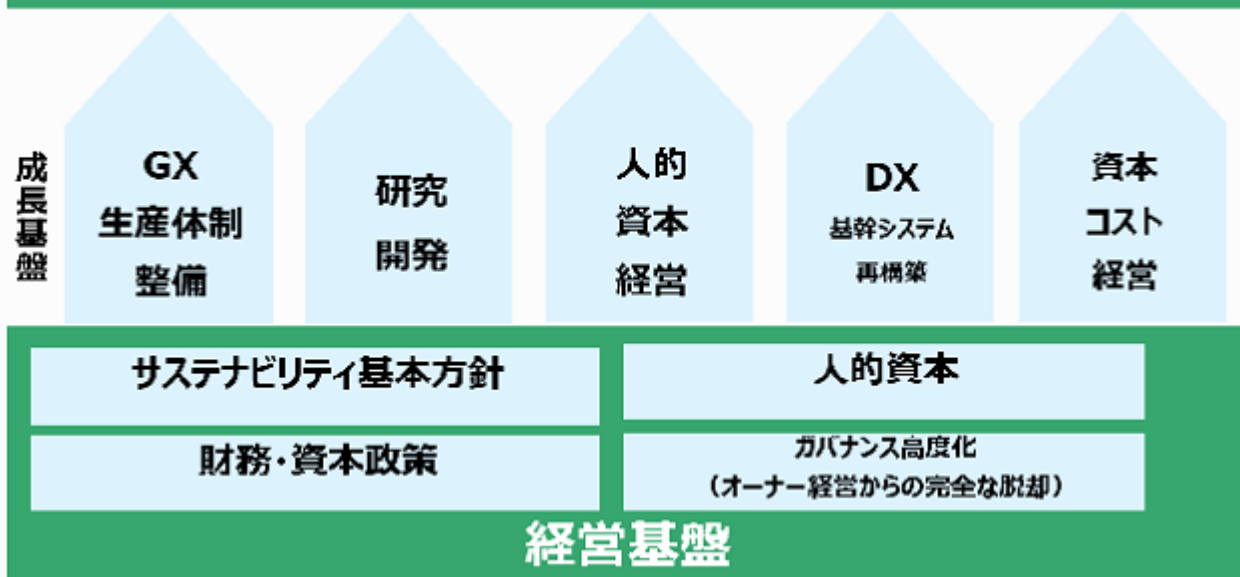 成長基盤
GX
生産体制
整備
研究
開発
人的
資本
経営
DX
基幹システム
再構築
資本
コスト
経営
サステナビリティ基本方針
人的資本
財務・資本政策
ガバナンス高度化
（オーナー経営からの完全な脱却）
経営基盤